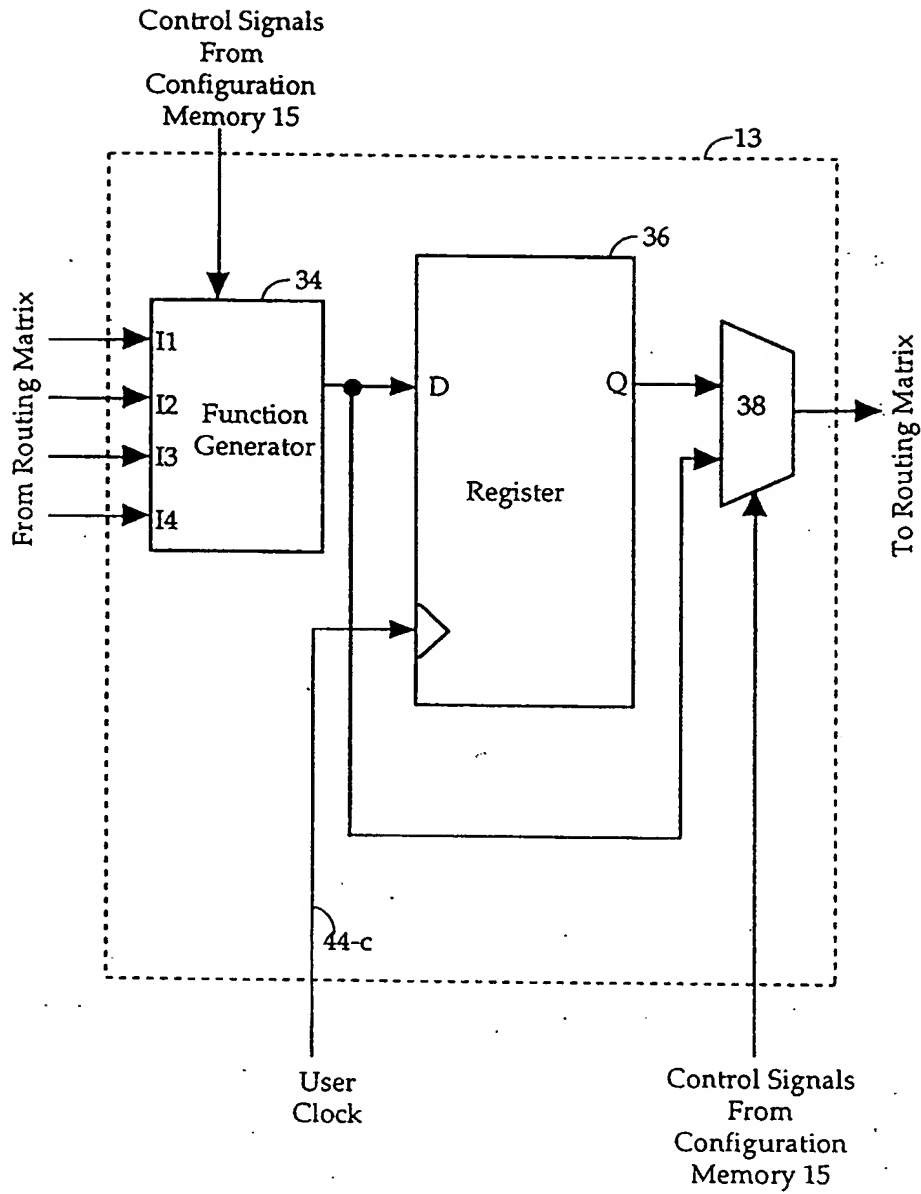 Control Signals
From
Configuration
Memory 15
13
36
34
From Routing Matrix
I1
I2
I3
I4
Function
Generator
D
Q
Register
38
To Routing Matrix
44-c
User
Clock
Control Signals
From
Configuration
Memory 15